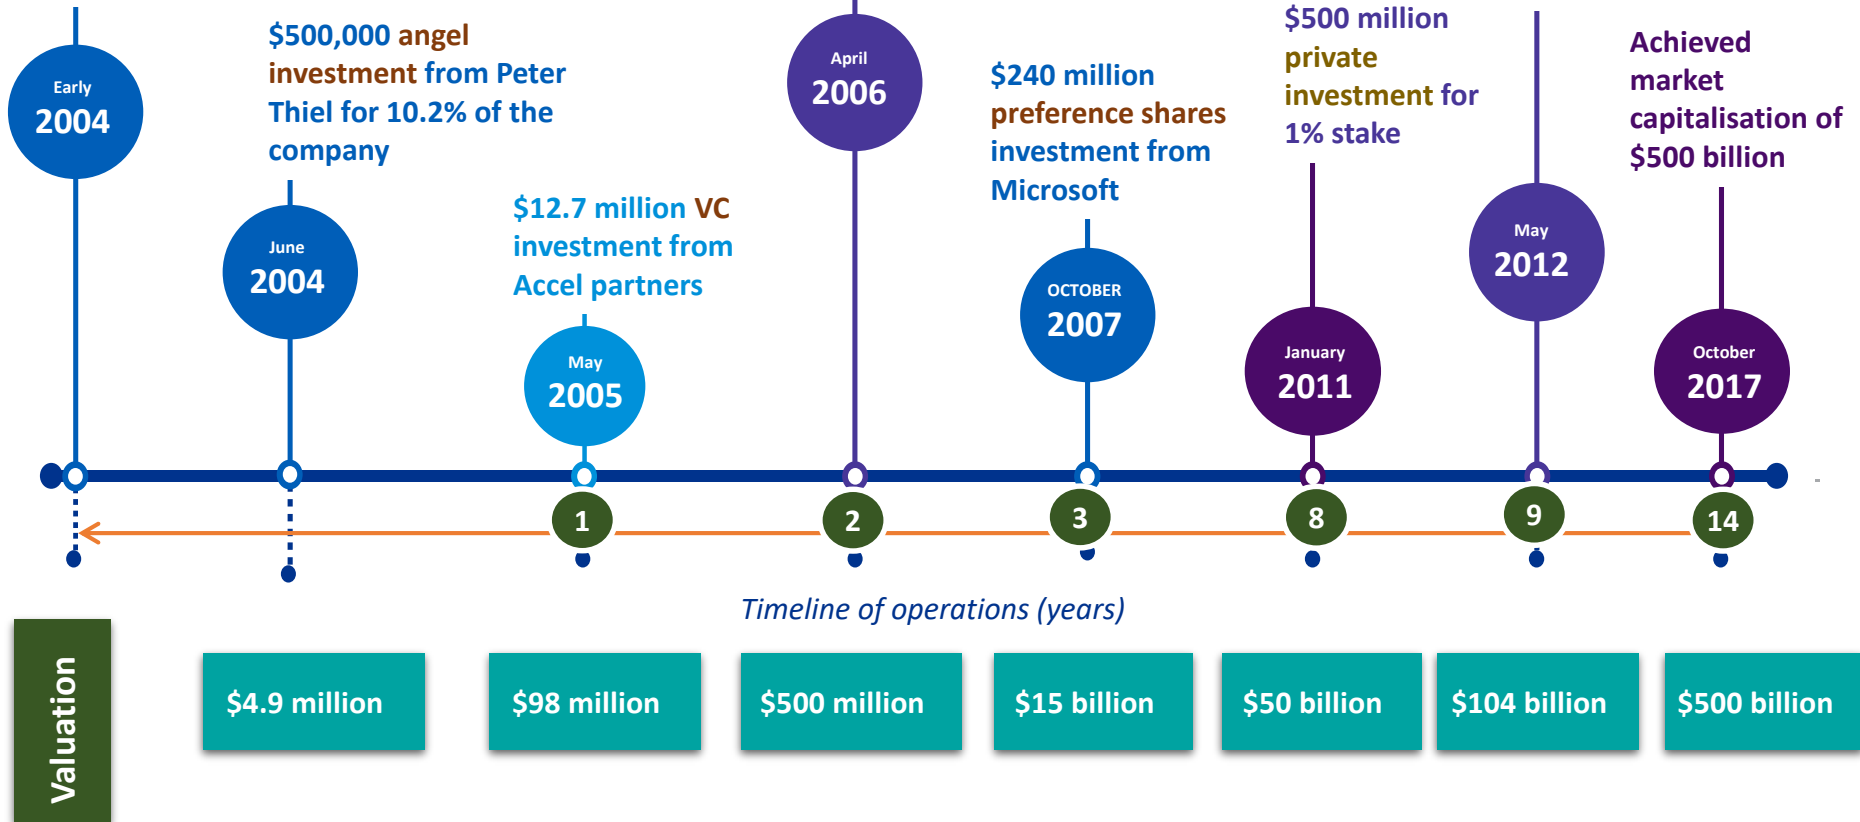 Early
2004
$500,000 angel
investment from Peter
Thiel for 10.2% of the
company
June
2004
$12.7 million VC
investment from
Accel partners
May
2005
April
2006
$240 million
preference shares
investment from
Microsoft
OCTOBER
2007
$500 million
private
investment for
1% stake
January
2011
May
2012
Achieved
market
capitalisation of
$500 billion
October
2017
1
2
3
8
9
14
Timeline of operations (years)
Valuation
$4.9 million
$98 million
$500 million
$15 billion
$50 billion
$104 billion
$500 billion